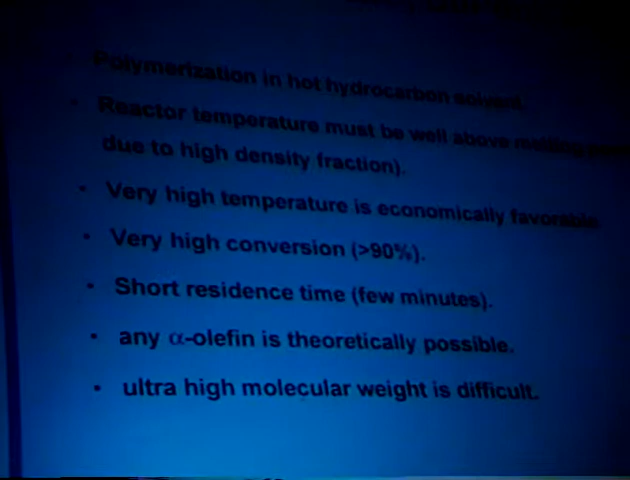 Polymerization in hot hydrocarbon solvent
• Reactor temperature must be well above melting
due to high density fraction).
• Very high temperature is economically favorable
• Very high conversion (>90%).
• Short residence time (few minutes).
• any α-olefin is theoretically possible.
• ultra high molecular weight is difficult.